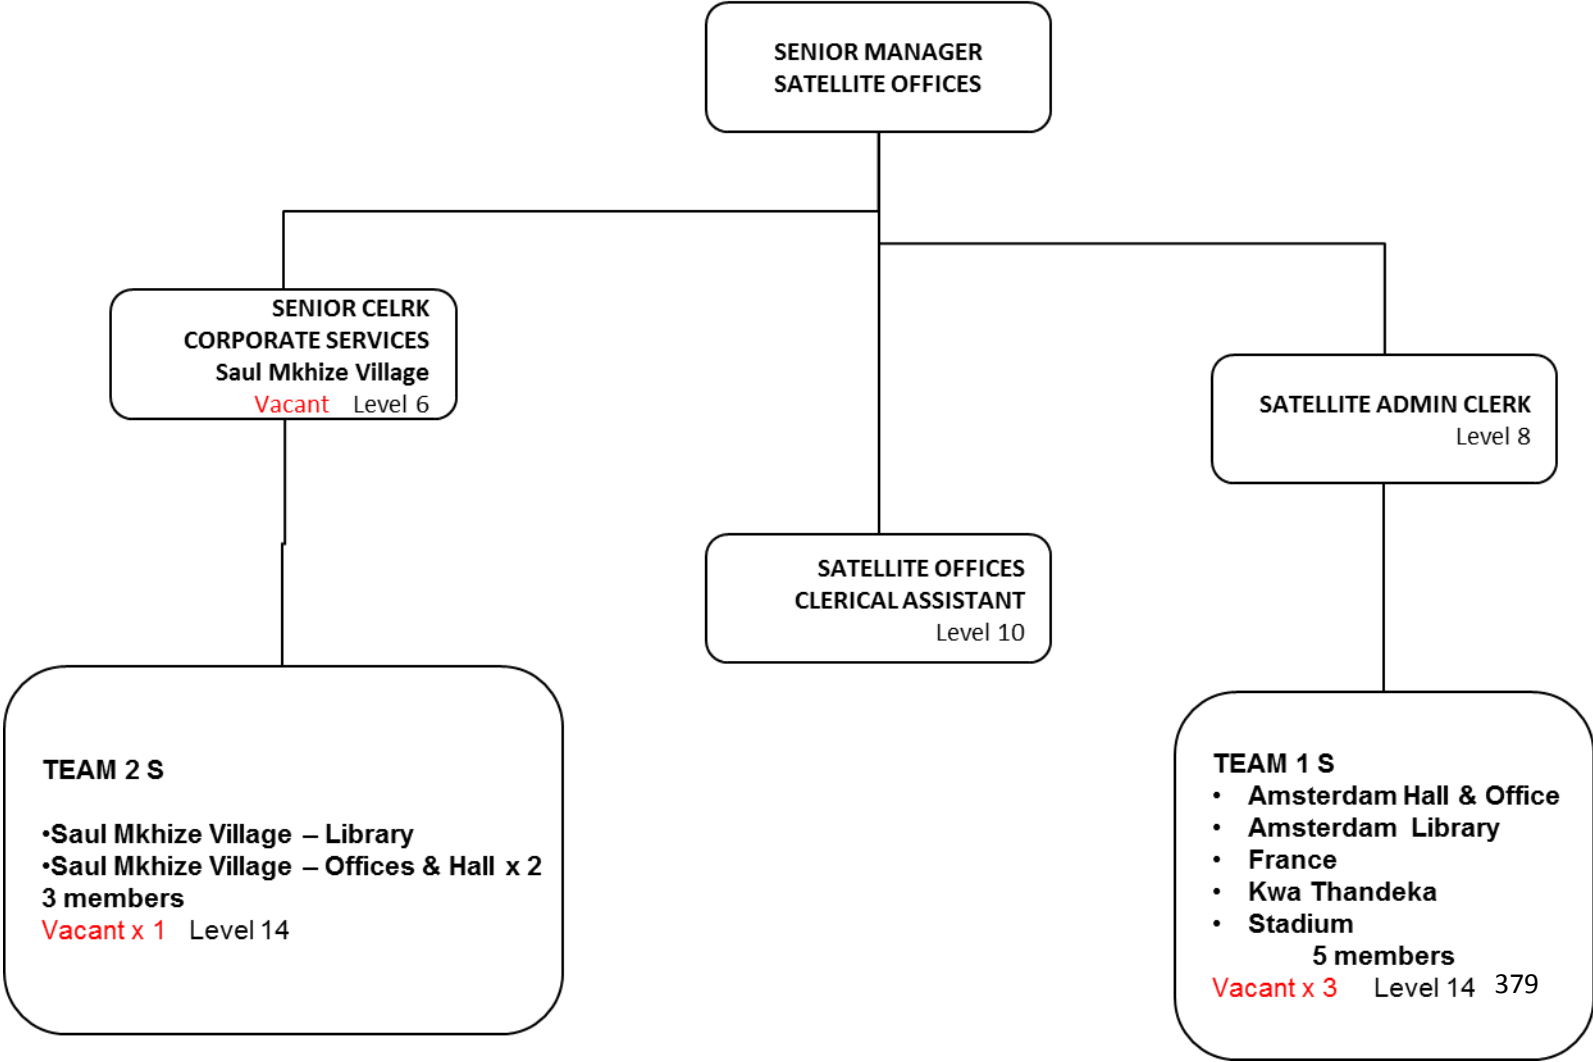 SENIOR MANAGER
SATELLITE OFFICES
SENIOR CELRK
CORPORATE SERVICES
Saul Mkhize Village
Vacant Level 6
SATELLITE ADMIN CLERK
Level 8
SATELLITE OFFICES
CLERICAL ASSISTANT
Level 10
TEAM 2 S
•Saul Mkhize Village – Library
•Saul Mkhize Village – Offices & Hall x 2
3 members
Vacant x 1 Level 14
TEAM 1 S
• Amsterdam Hall & Office
• Amsterdam Library
• France
• Kwa Thandeka
• Stadium
5 members
Vacant x 3 Level 14 379